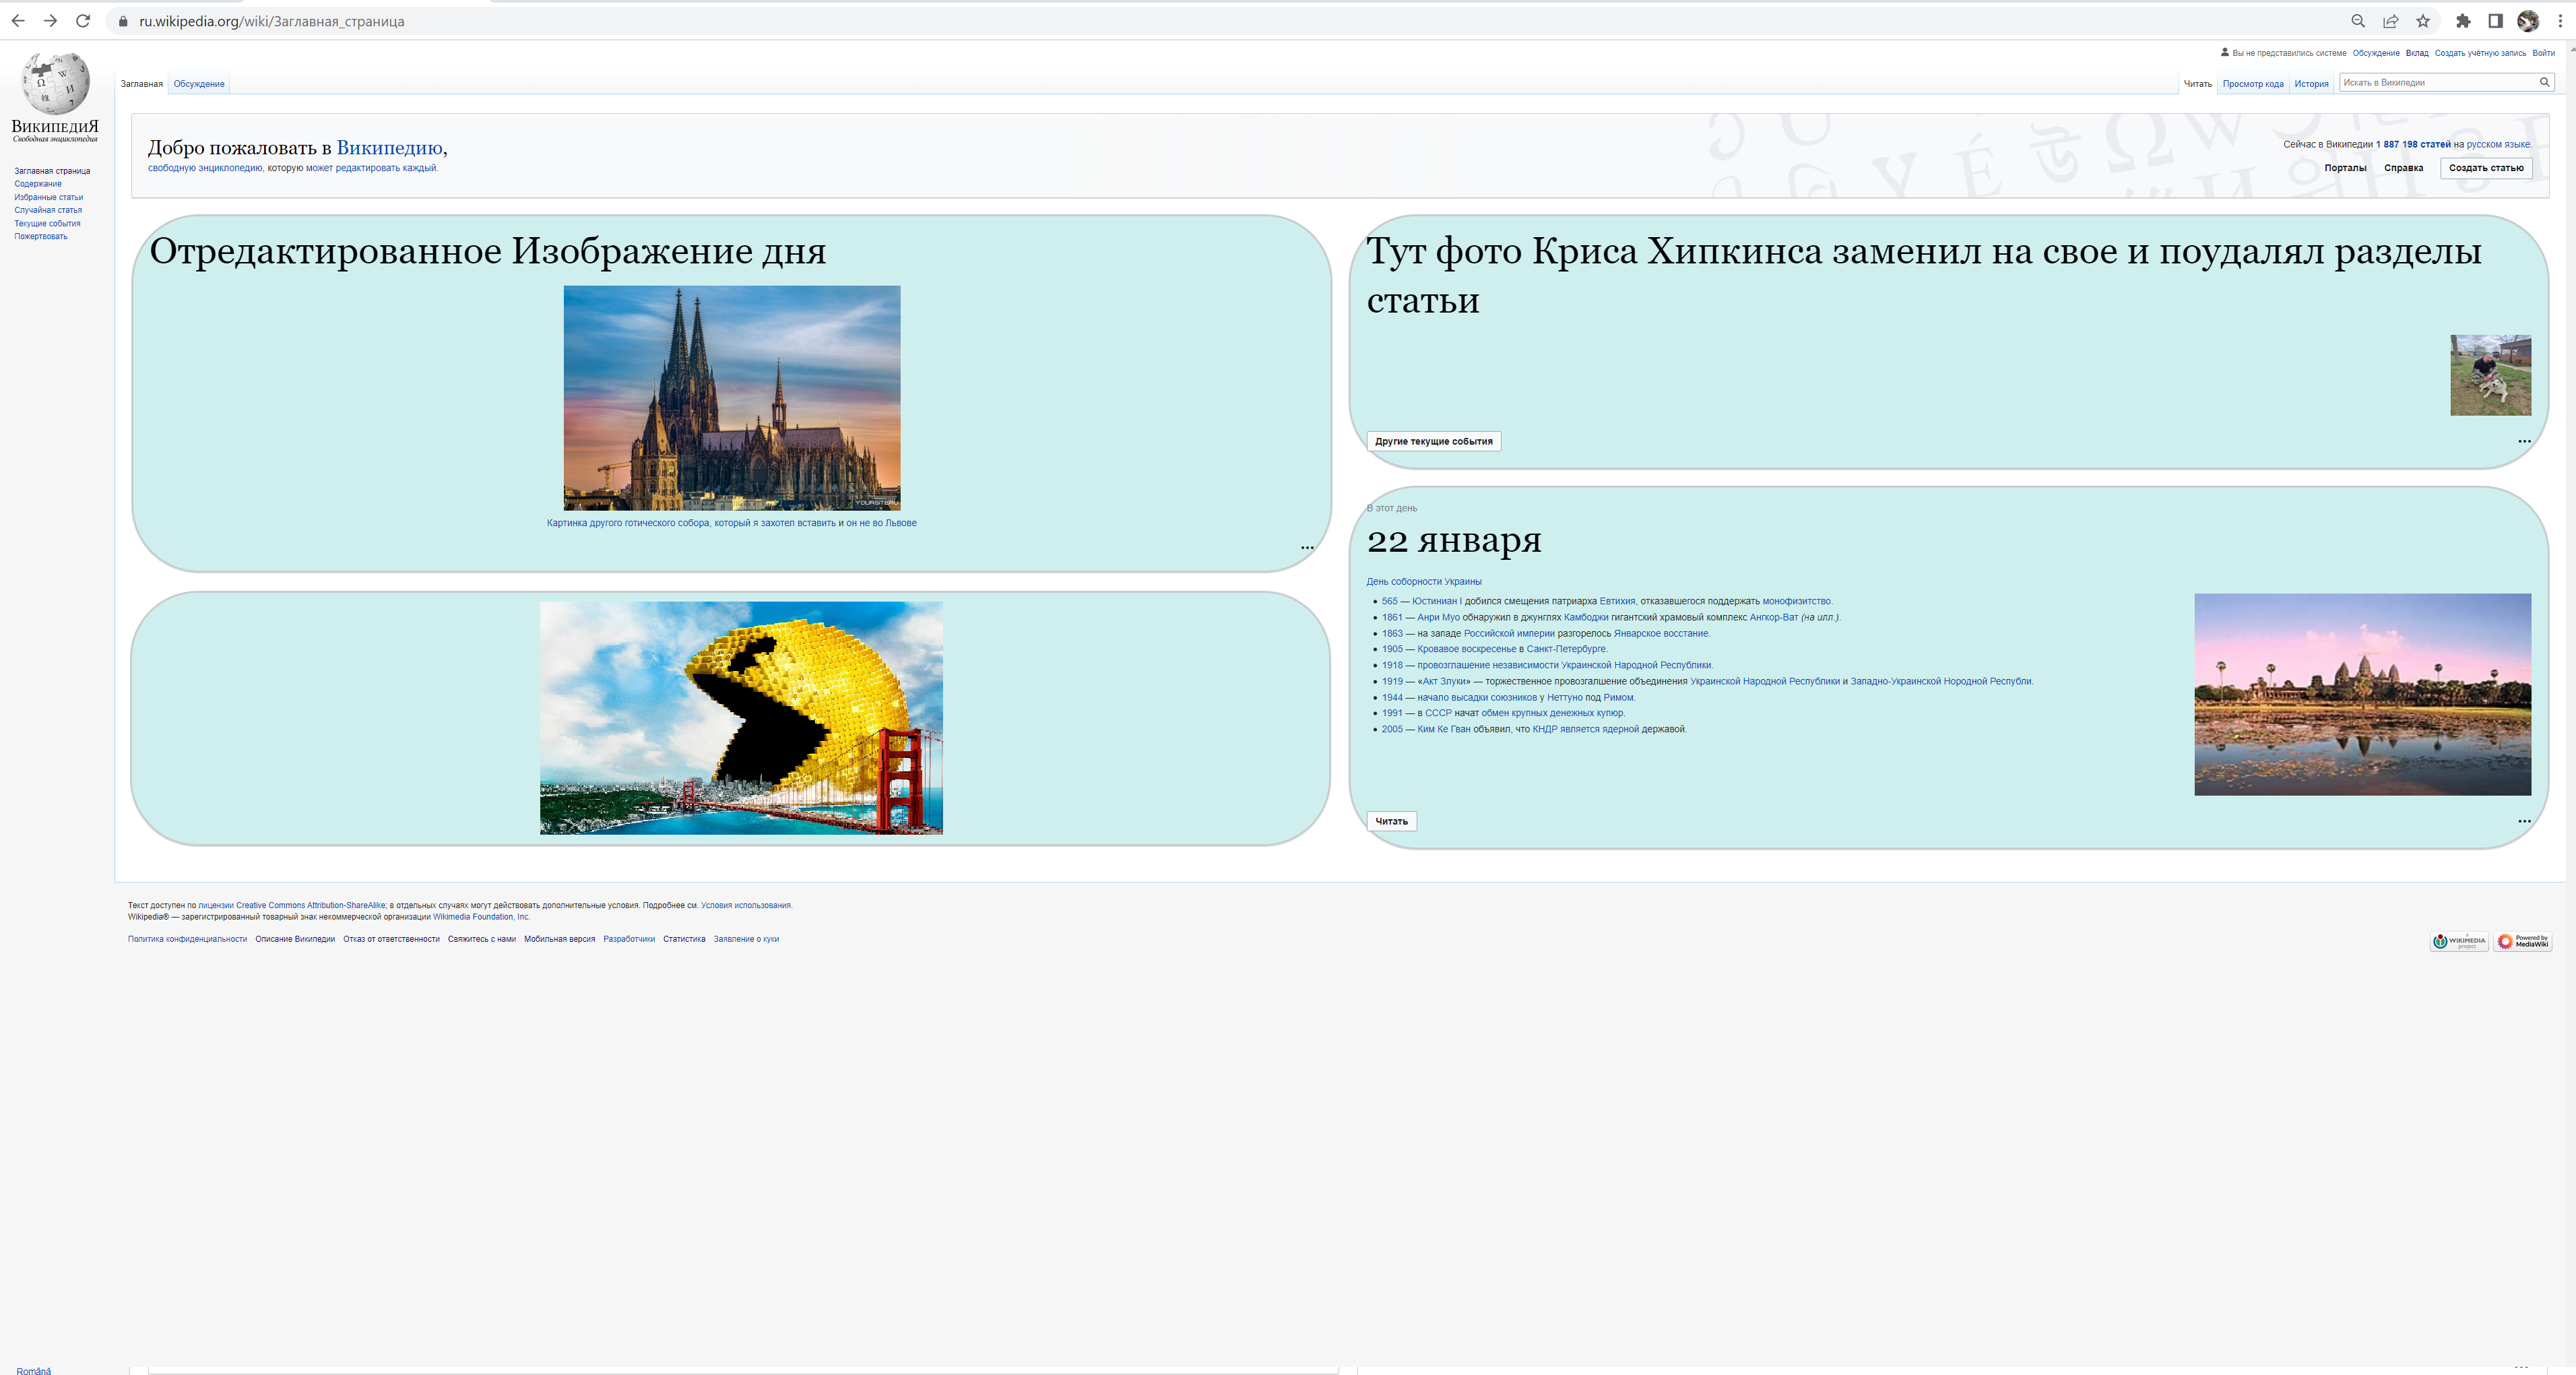 ru.wikipedia.org/wiki/Заглавная_страница
Вы не представились системе Обсуждение Вклад Создать учётную запись Войти
Заглавная Обсуждение
Читать Просмотр кода История Искать в Википедии
ВикипедиЯ
Свободная энциклопедия
Заглавная страница
Содержание
Избранные статьи
Случайная статья
Текущие события
Пожертвовать
Добро пожаловать в Википедию,
свободную энциклопедию, которую может редактировать каждый.
Сейчас в Википедии 1 887 198 статей на русском языке.
Порталы Справка Создать статью
Отредактированное Изображение дня
Картинка другого готического собора, который я захотел вставить и он не во Львове
Тут фото Криса Хипкинса заменил на свое и поудалял разделы
статьи
Другие текущие события
В этот день
22 января
День соборности Украины
565 — Юстиниан I добился смещения патриарха Евтихия, отказавшегося поддержать монофизитство.
1861 — Анри Муо обнаружил в джунглях Камбоджи гигантский храмовый комплекс Ангкор-Ват (на илл.).
1863 — на западе Российской империи разгорелось Январское восстание.
1905 — Кровавое воскресенье в Санкт-Петербурге.
1918 — провозглашение независимости Украинской Народной Республики.
1919 — «Акт Злуки» — торжественное провозгалшение объединения Украинской Народной Республики и Западно-Украинской Нородной Республи.
1944 — начало высадки союзников у Неттуно под Римом.
1991 — в СССР начат обмен крупных денежных купюр.
2005 — Ким Ке Гван объявил, что КНДР является ядерной державой.
Читать
Текст доступен по лицензии Creative Commons Attribution-ShareAlike; в отдельных случаях могут действовать дополнительные условия. Подробнее см. Условия использования.
Wikipedia® — зарегистрированный товарный знак некоммерческой организации Wikimedia Foundation, Inc.
Политика конфиденциальности Описание Википедии Отказ от ответственности Свяжитесь с нами Мобильная версия Разработчики Статистика Заявление о куки
A WIKIMEDIA project
Powered by MediaWiki
Română